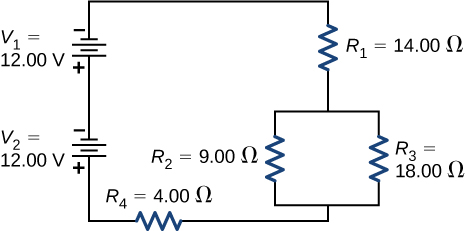 V1 =
12.00 V
R1 = 14.00 Ω
V2 =
12.00 V
R2 = 9.00 Ω
R3 =
18.00 Ω
R4 = 4.00 Ω